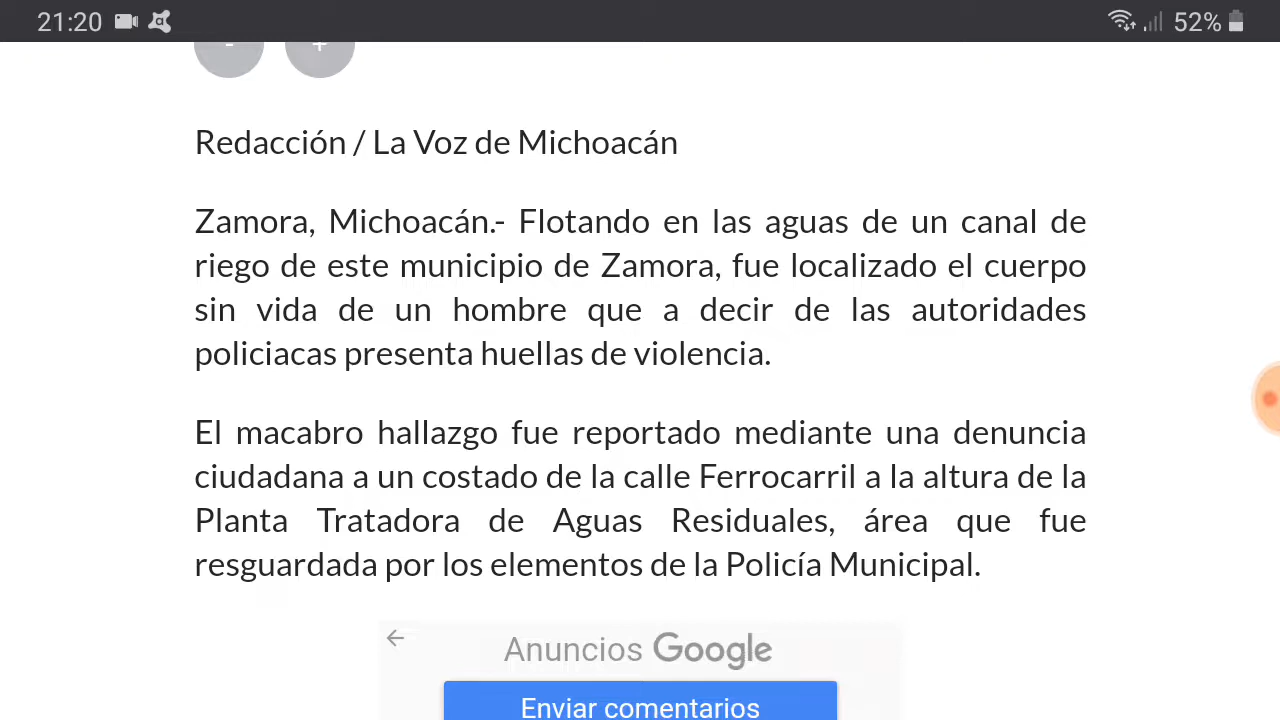 21:20 52%
- +
Redacción / La Voz de Michoacán
Zamora, Michoacán.- Flotando en las aguas de un canal de
riego de este municipio de Zamora, fue localizado el cuerpo
sin vida de un hombre que a decir de las autoridades
policiacas presenta huellas de violencia.
El macabro hallazgo fue reportado mediante una denuncia
ciudadana a un costado de la calle Ferrocarril a la altura de la
Planta Tratadora de Aguas Residuales, área que fue
resguardada por los elementos de la Policía Municipal.
Anuncios Google
Enviar comentarios